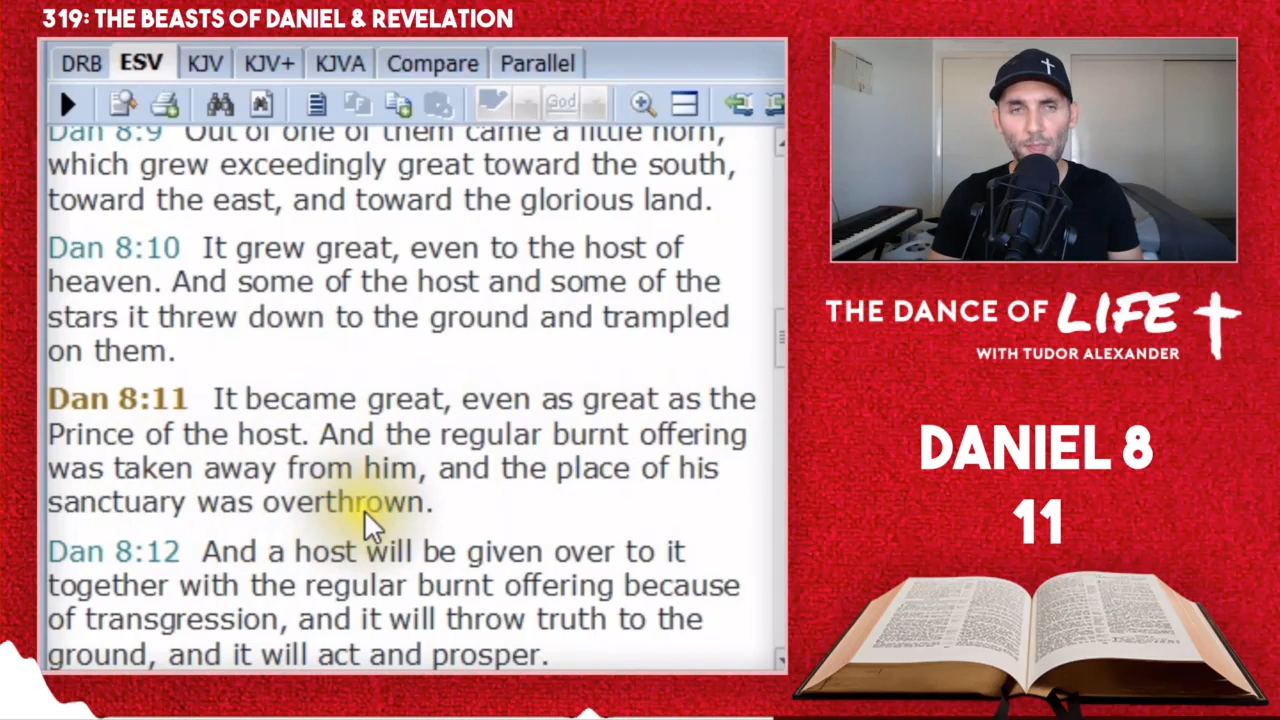 319: THE BEASTS OF DANIEL & REVELATION
DRB ESV KJV KJV+ KJVA Compare Parallel
God
Dan 8:9 Out of one of them came a little horn,
which grew exceedingly great toward the south,
toward the east, and toward the glorious land.
Dan 8:10 It grew great, even to the host of
heaven. And some of the host and some of the
stars it threw down to the ground and trampled
on them.
Dan 8:11 It became great, even as great as the
Prince of the host. And the regular burnt offering
was taken away from him, and the place of his
sanctuary was overthrown.
Dan 8:12 And a host will be given over to it
together with the regular burnt offering because
of transgression, and it will throw truth to the
ground, and it will act and prosper.
THE DANCE OF LIFE
WITH TUDOR ALEXANDER
DANIEL 8
11